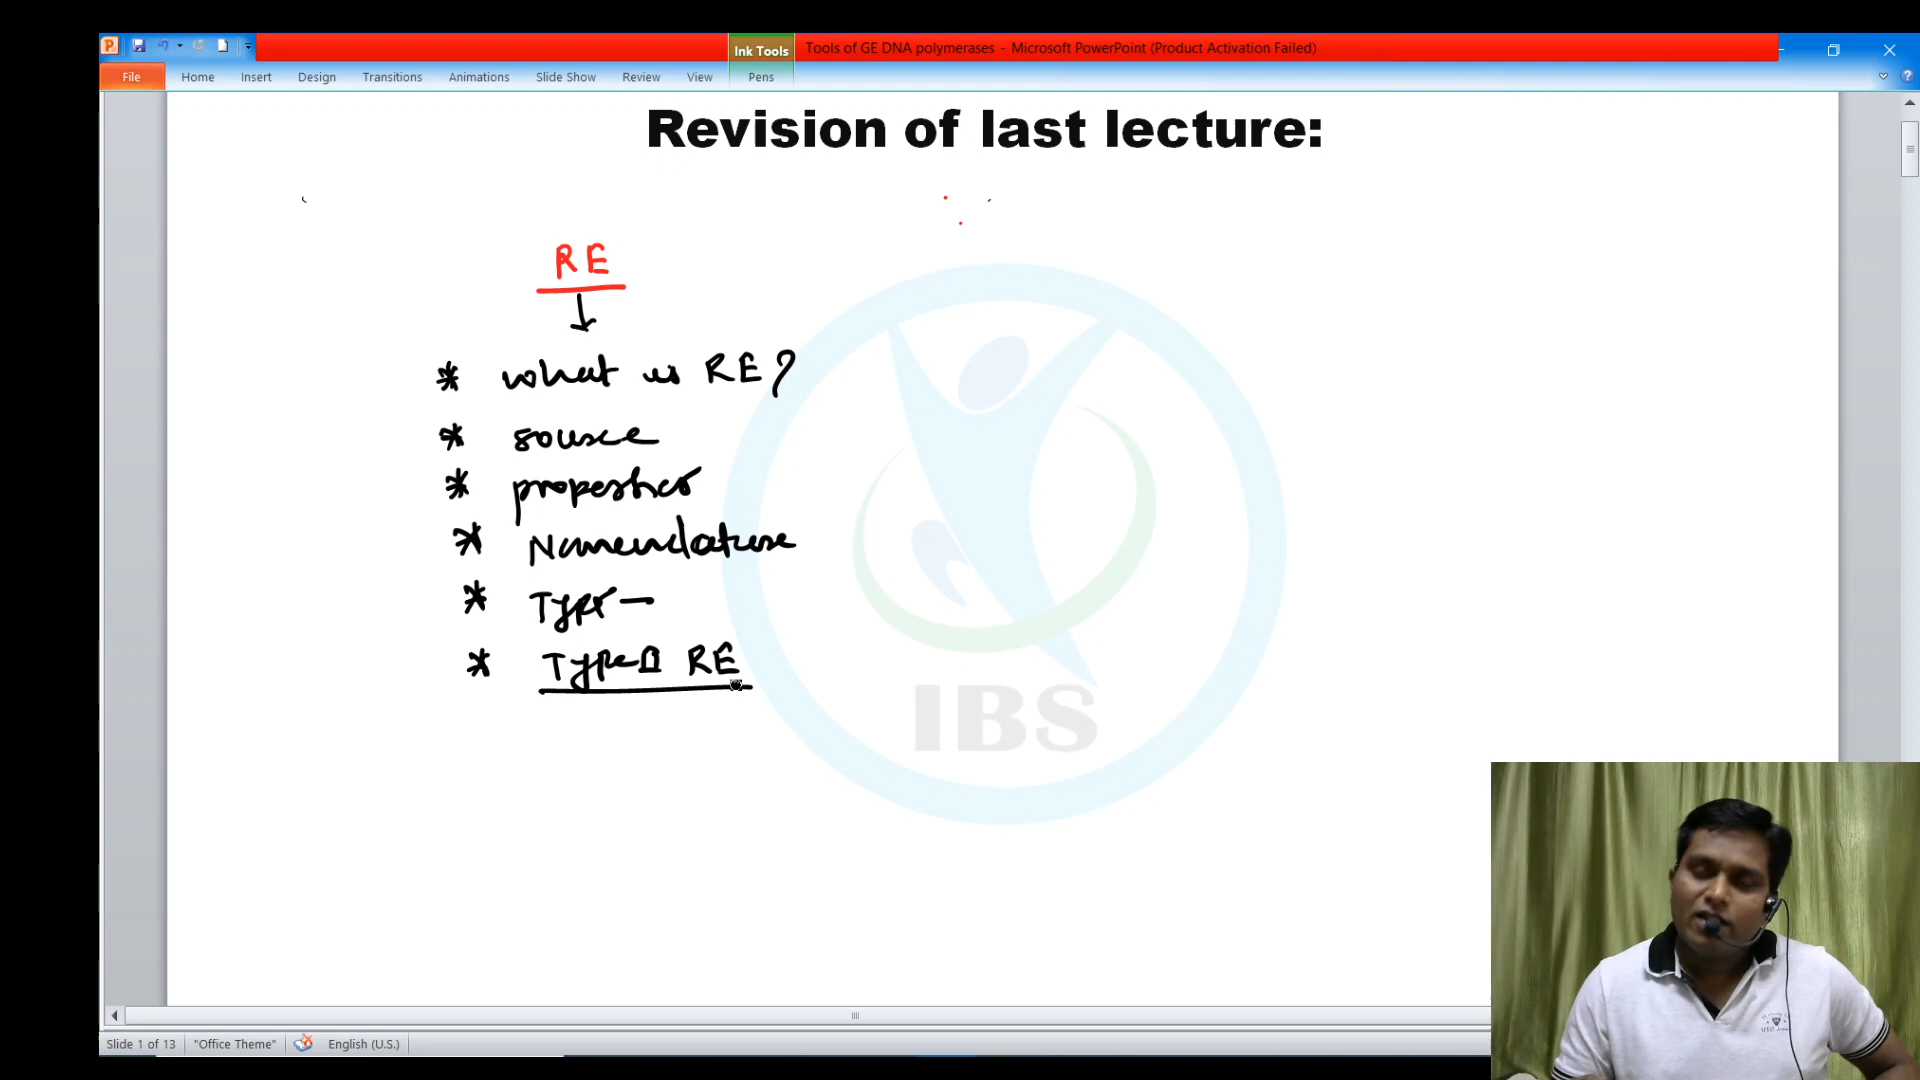 Ink Tools
Tools of GE DNA polymerases - Microsoft PowerPoint (Product Activation Failed)
File Home Insert Design Transitions Animations Slide Show Review View Pens
Revision of last lecture:
RE
* What is RE?
* source
* properties
* Nomenclature
* Types -
* Type II RE
IBS
Slide 1 of 13 "Office Theme" English (U.S.)